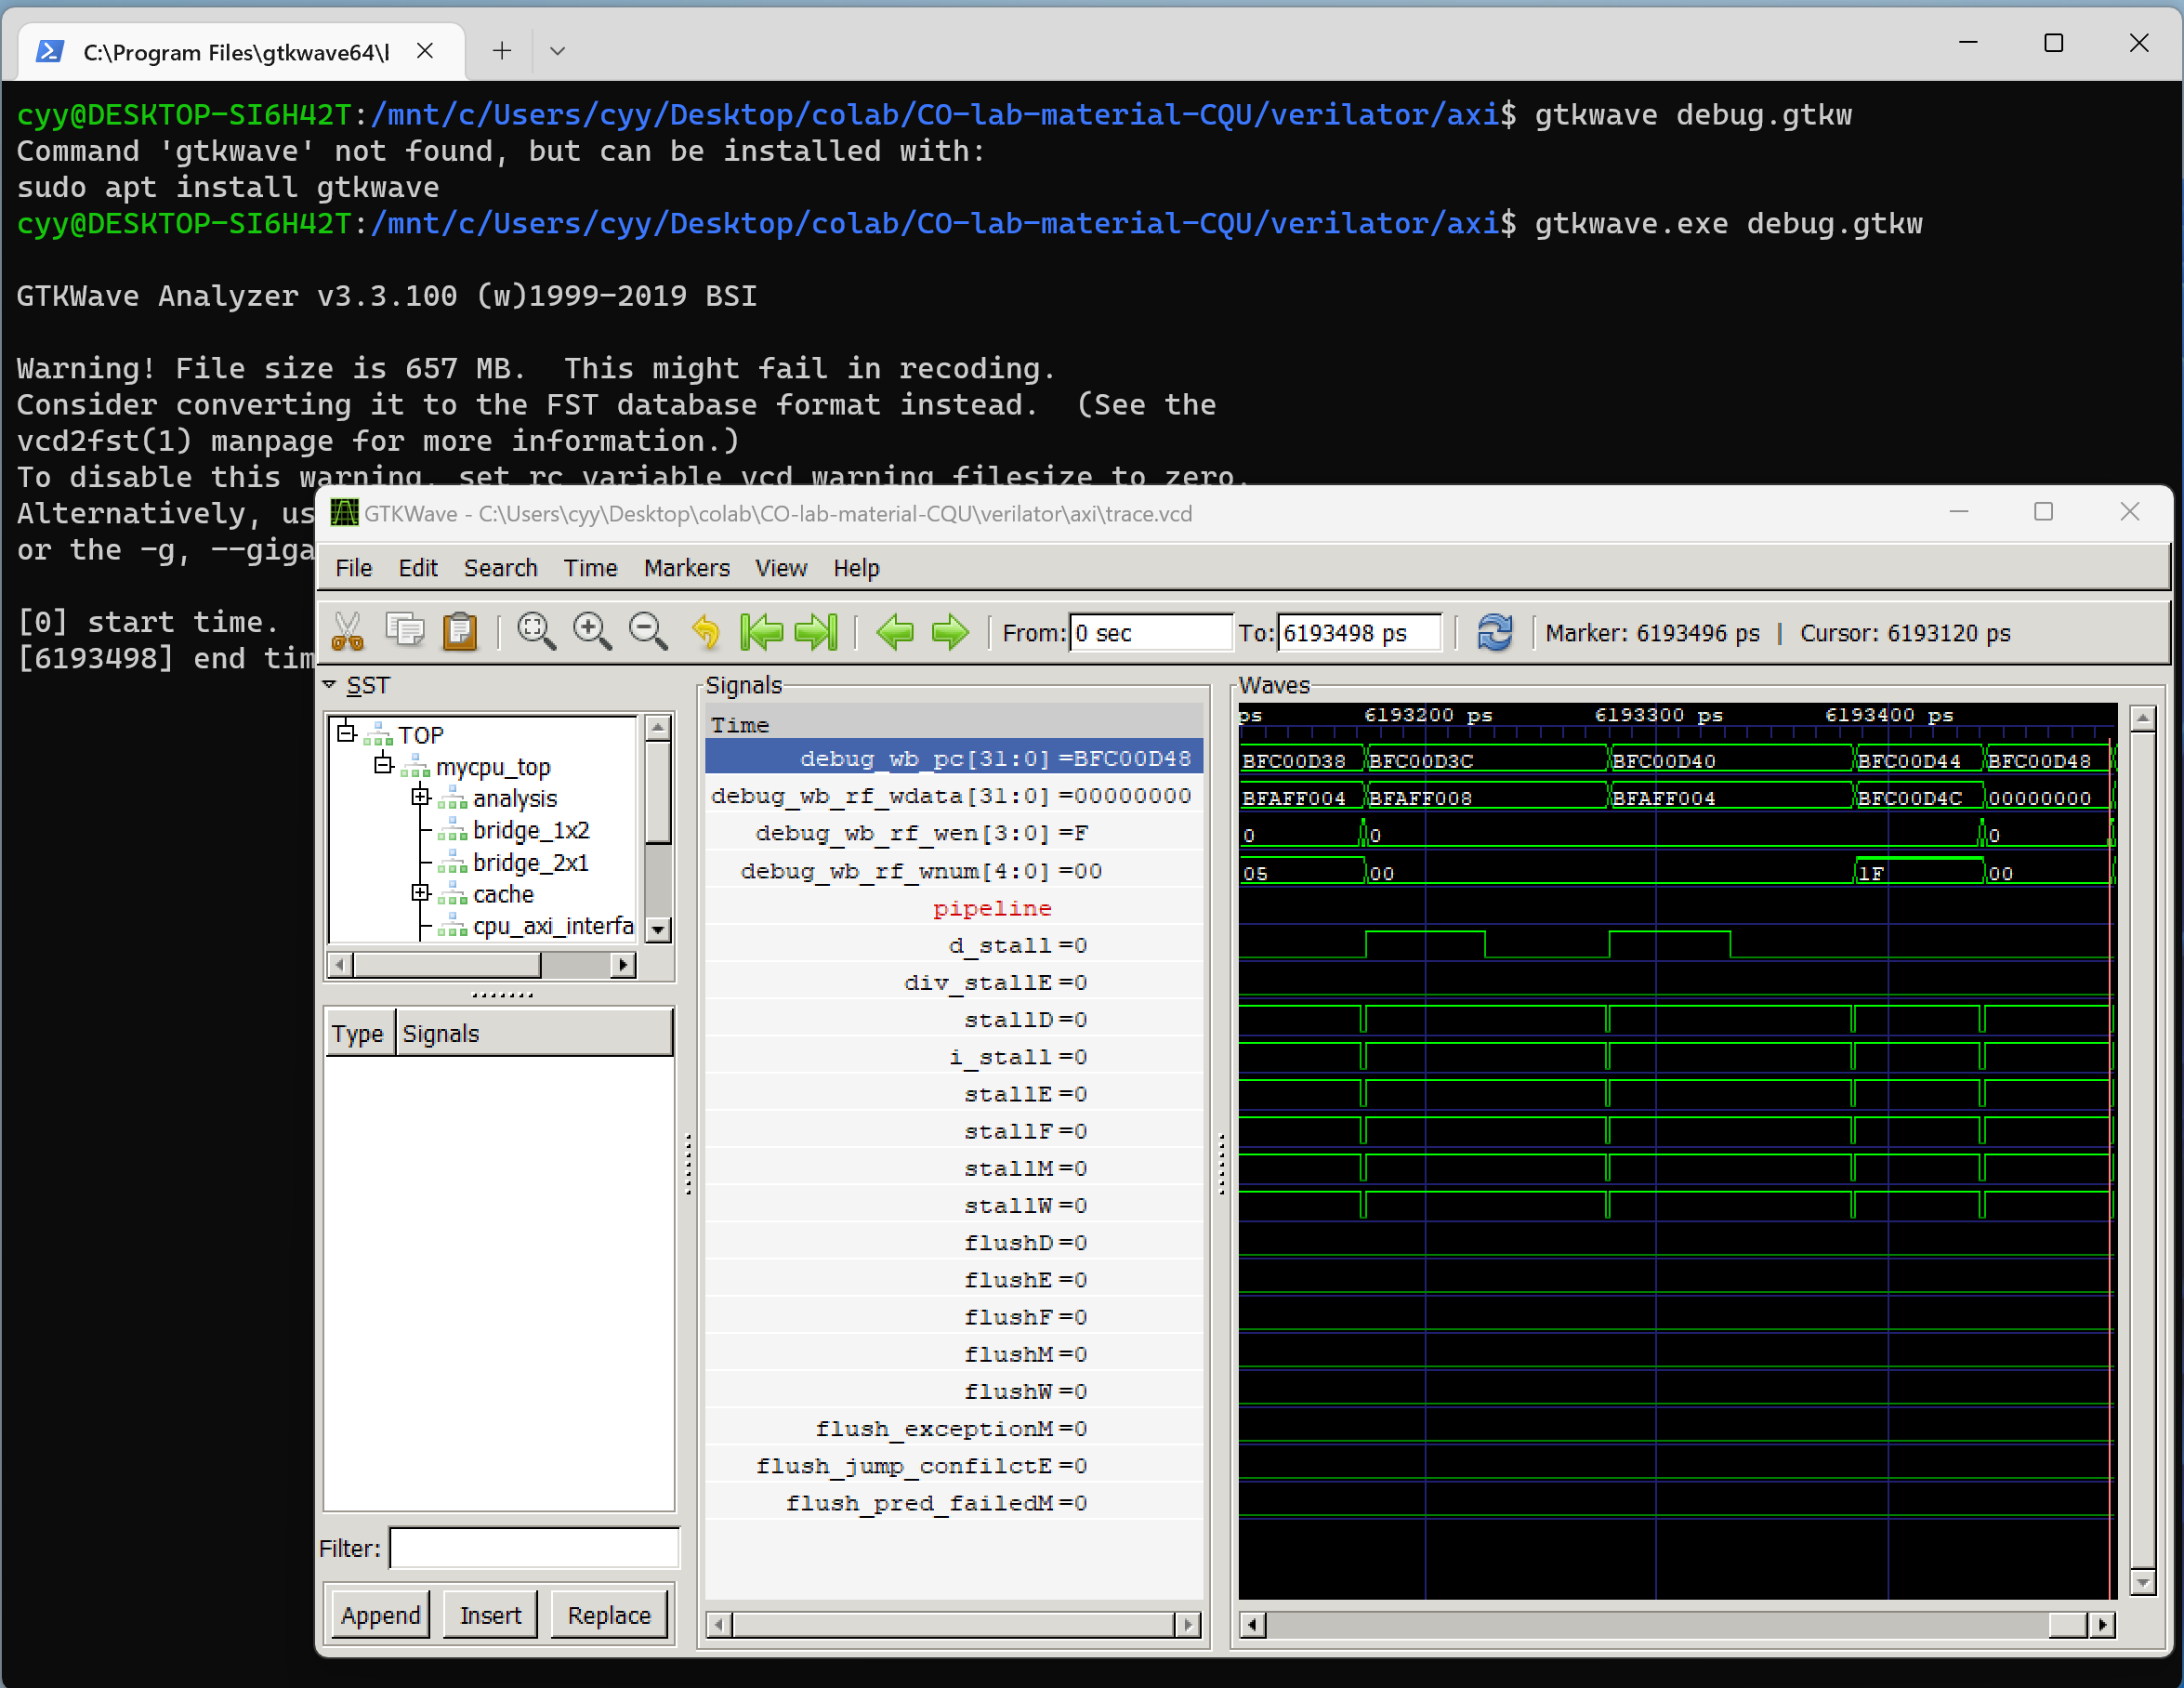 C:\Program Files\gtkwave64\l
cyy@DESKTOP-SI6H42T:/mnt/c/Users/cyy/Desktop/colab/CO-lab-material-CQU/verilator/axi$ gtkwave debug.gtkw
Command 'gtkwave' not found, but can be installed with:
sudo apt install gtkwave
cyy@DESKTOP-SI6H42T:/mnt/c/Users/cyy/Desktop/colab/CO-lab-material-CQU/verilator/axi$ gtkwave.exe debug.gtkw
GTKWave Analyzer v3.3.100 (w)1999-2019 BSI
Warning! File size is 657 MB.  This might fail in recoding.
Consider converting it to the FST database format instead.  (See the
vcd2fst(1) manpage for more information.)
To disable this warning, set rc variable vcd_warning_filesize to zero.
Alternatively, us
or the -g, --giga
[0] start time.
[6193498] end tim
GTKWave - C:\Users\cyy\Desktop\colab\CO-lab-material-CQU\verilator\axi\trace.vcd
File Edit Search Time Markers View Help
From: 0 sec To: 6193498 ps Marker: 6193496 ps | Cursor: 6193120 ps
SST
TOP
mycpu_top
analysis
bridge_1x2
bridge_2x1
cache
cpu_axi_interfa
Type Signals
Filter:
Append Insert Replace
Signals
Time
debug_wb_pc[31:0] =BFC00D48
debug_wb_rf_wdata[31:0] =00000000
debug_wb_rf_wen[3:0] =F
debug_wb_rf_wnum[4:0] =00
pipeline
d_stall =0
div_stallE =0
stallD =0
i_stall =0
stallE =0
stallF =0
stallM =0
stallW =0
flushD =0
flushE =0
flushF =0
flushM =0
flushW =0
flush_exceptionM =0
flush_jump_confilctE =0
flush_pred_failedM =0
Waves
ps 6193200 ps 6193300 ps 6193400 ps
BFC00D38 BFC00D3C BFC00D40 BFC00D44 BFC00D48
BFAFF004 BFAFF008 BFAFF004 BFC00D4C 00000000
0 0 0
05 00 1F 00